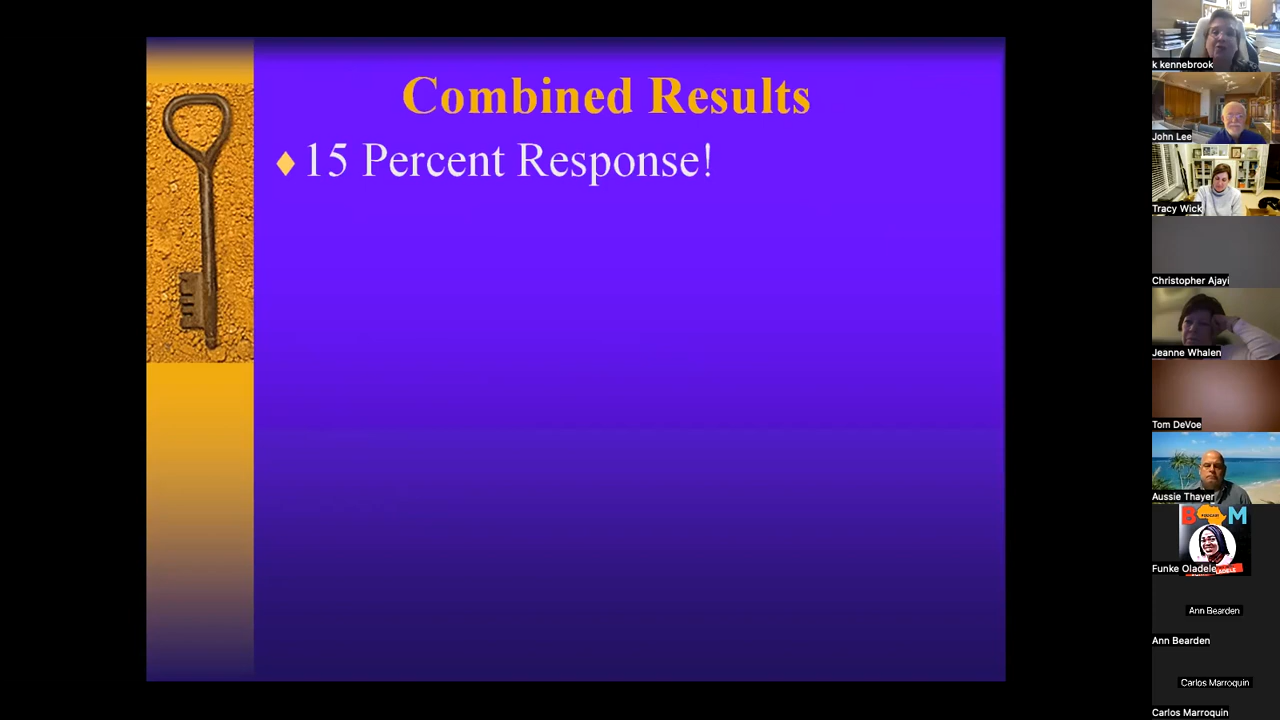 Combined Results
15 Percent Response!
k kennebrook
John Lee
Tracy Wick
Christopher Ajayi
Jeanne Whalen
Tom DeVoe
Aussie Thayer
B M
PODCAST
Funke Oladele
Ann Bearden
Ann Bearden
Carlos Marroquin
Carlos Marroquin